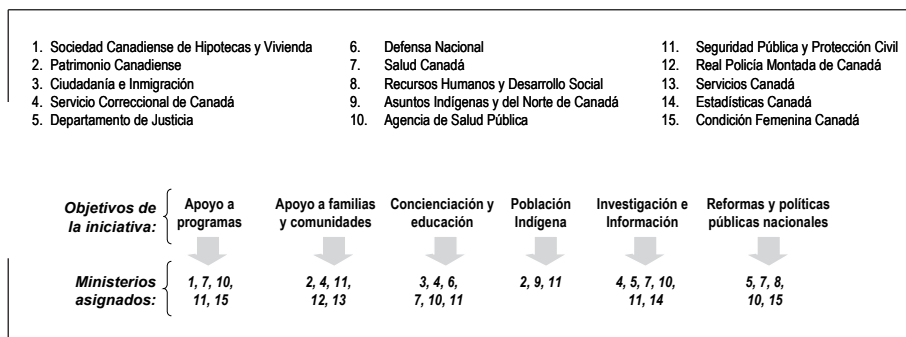 1. Sociedad Canadiense de Hipotecas y Vivienda
2. Patrimonio Canadiense
3. Ciudadanía e Inmigración
4. Servicio Correccional de Canadá
5. Departamento de Justicia
6. Defensa Nacional
7. Salud Canadá
8. Recursos Humanos y Desarrollo Social
9. Asuntos Indígenas y del Norte de Canadá
10. Agencia de Salud Pública
11. Seguridad Pública y Protección Civil
12. Real Policía Montada de Canadá
13. Servicios Canadá
14. Estadísticas Canadá
15. Condición Femenina Canadá
Objetivos de
la iniciativa:
Apoyo a
programas
Apoyo a familias
y comunidades
Concienciación y
educación
Población
Indígena
Investigación e
Información
Reformas y políticas
públicas nacionales
Ministerios
asignados:
1, 7, 10,
11, 15
2, 4, 11,
12, 13
3, 4, 6,
7, 10, 11
2, 9, 11
4, 5, 7, 10,
11, 14
5, 7, 8,
10, 15